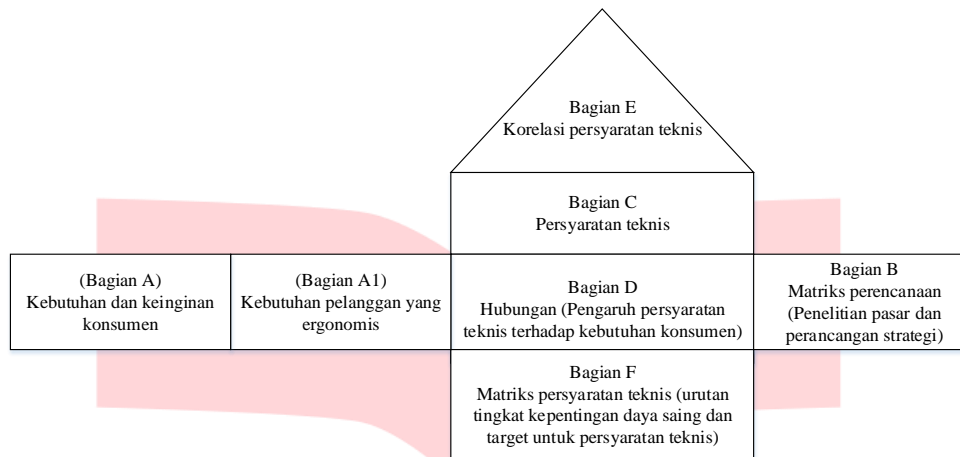 Bagian E
Korelasi persyaratan teknis
Bagian C
Persyaratan teknis
(Bagian A)
Kebutuhan dan keinginan
konsumen
(Bagian A1)
Kebutuhan pelanggan yang
ergonomis
Bagian D
Hubungan (Pengaruh persyaratan
teknis terhadap kebutuhan konsumen)
Bagian B
Matriks perencanaan
(Penelitian pasar dan
perancangan strategi)
Bagian F
Matriks persyaratan teknis (urutan
tingkat kepentingan daya saing dan
target untuk persyaratan teknis)